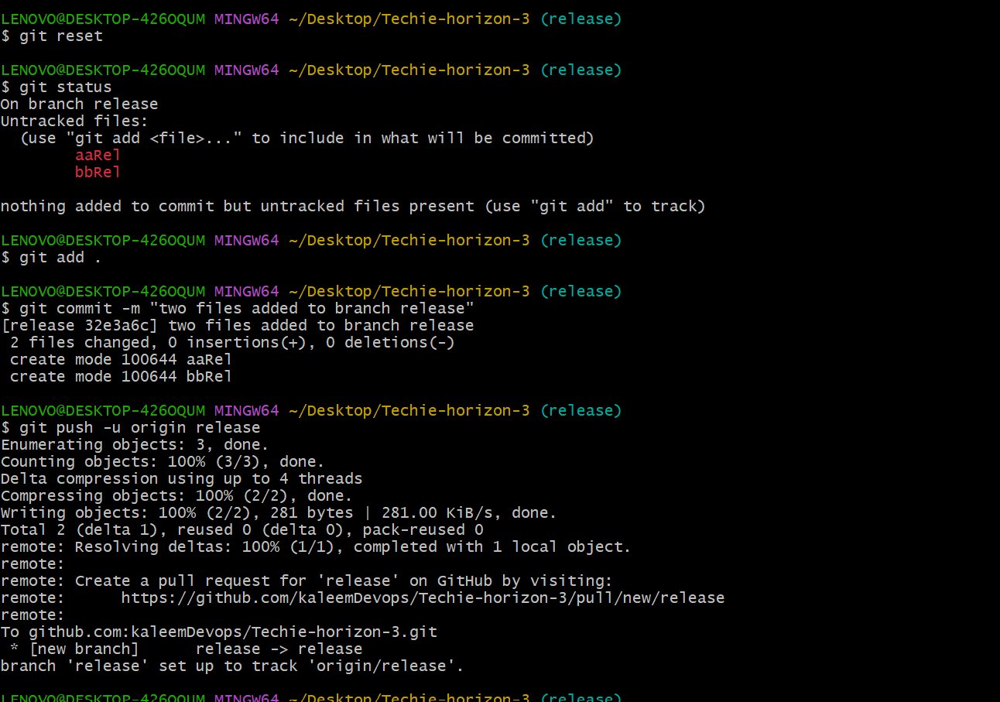 LENOVO@DESKTOP-426OQUM MINGW64 ~/Desktop/Techie-horizon-3 (release)
$ git reset
LENOVO@DESKTOP-426OQUM MINGW64 ~/Desktop/Techie-horizon-3 (release)
$ git status
On branch release
Untracked files:
  (use "git add <file>..." to include in what will be committed)
        aaRel
        bbRel
nothing added to commit but untracked files present (use "git add" to track)
LENOVO@DESKTOP-426OQUM MINGW64 ~/Desktop/Techie-horizon-3 (release)
$ git add .
LENOVO@DESKTOP-426OQUM MINGW64 ~/Desktop/Techie-horizon-3 (release)
$ git commit -m "two files added to branch release"
[release 32e3a6c] two files added to branch release
 2 files changed, 0 insertions(+), 0 deletions(-)
 create mode 100644 aaRel
 create mode 100644 bbRel
LENOVO@DESKTOP-426OQUM MINGW64 ~/Desktop/Techie-horizon-3 (release)
$ git push -u origin release
Enumerating objects: 3, done.
Counting objects: 100% (3/3), done.
Delta compression using up to 4 threads
Compressing objects: 100% (2/2), done.
Writing objects: 100% (2/2), 281 bytes | 281.00 KiB/s, done.
Total 2 (delta 1), reused 0 (delta 0), pack-reused 0
remote: Resolving deltas: 100% (1/1), completed with 1 local object.
remote:
remote: Create a pull request for 'release' on GitHub by visiting:
remote:      https://github.com/kaleemDevops/Techie-horizon-3/pull/new/release
remote:
To github.com:kaleemDevops/Techie-horizon-3.git
 * [new branch]      release -> release
branch 'release' set up to track 'origin/release'.
LENOVO@DESKTOP-426OQUM MINGW64 ~/Desktop/Techie-horizon-3 (release)